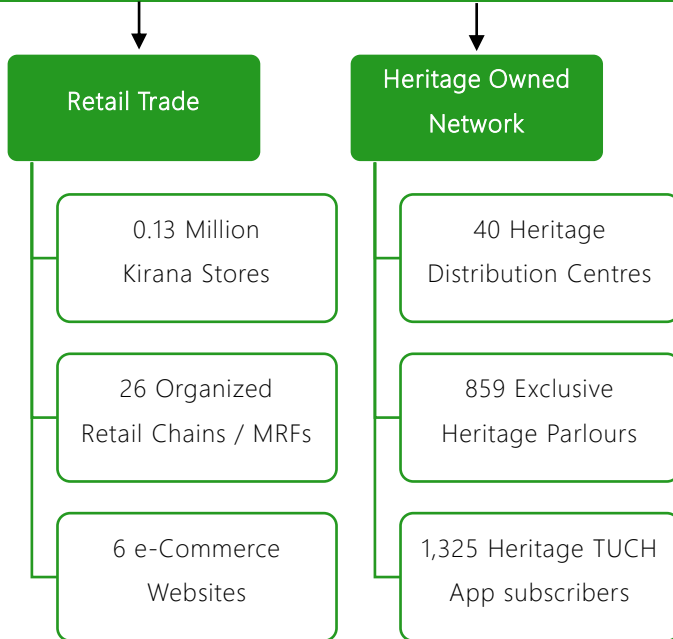 Retail Trade
0.13 Million
Kirana Stores
26 Organized
Retail Chains / MRFs
6 e-Commerce
Websites
Heritage Owned
Network
40 Heritage
Distribution Centres
859 Exclusive
Heritage Parlours
1,325 Heritage TUCH
App subscribers